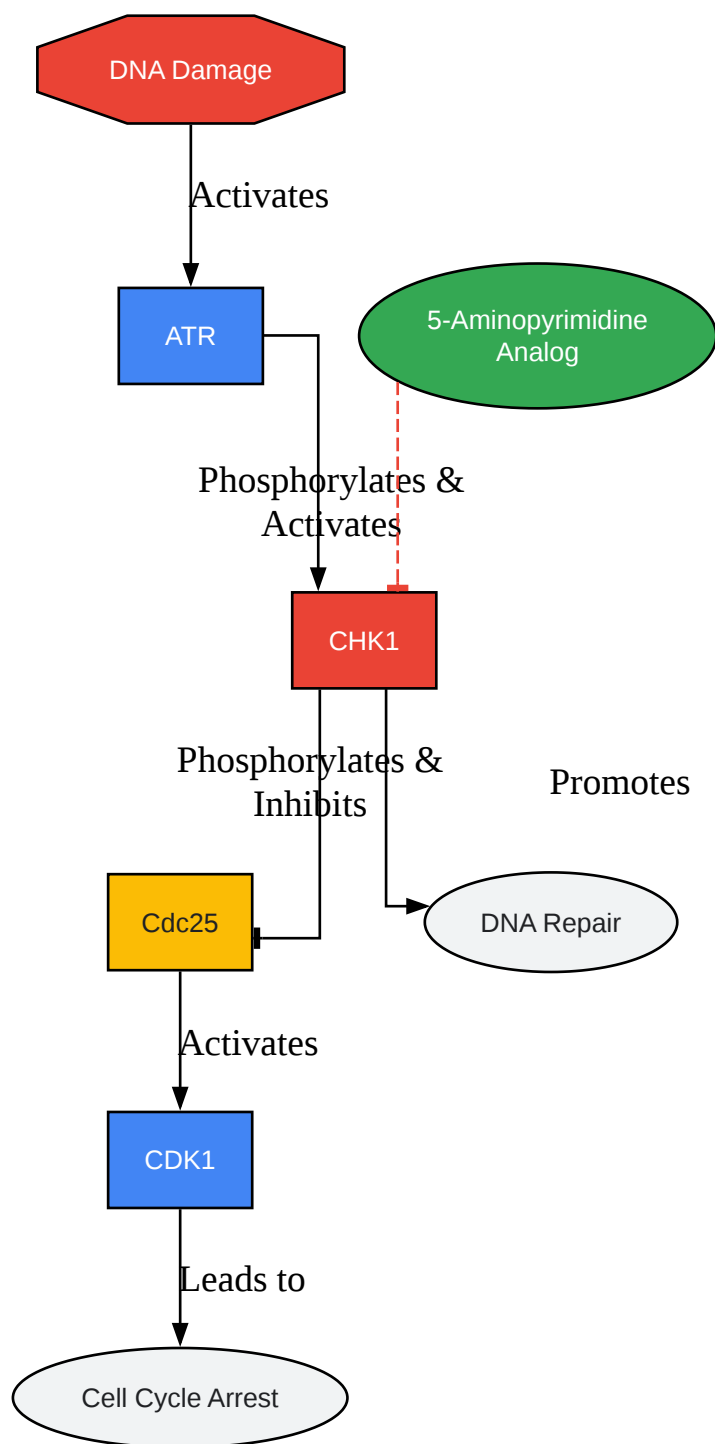 DNA Damage
Activates
ATR
5-Aminopyrimidine
Analog
Phosphorylates &
Activates
CHK1
Phosphorylates &
Inhibits
Promotes
Cdc25
DNA Repair
Activates
CDK1
Leads to
Cell Cycle Arrest